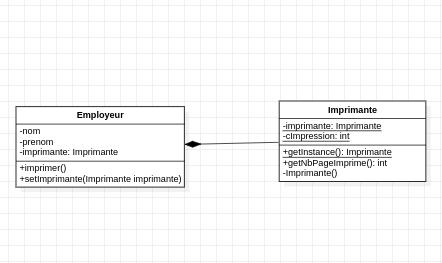 Employeur
-nom
-prenom
-imprimante: Imprimante
+imprimer()
+setImprimante(Imprimante imprimante)
Imprimante
-imprimante: Imprimante
-cImpression: int
+getInstance(): Imprimante
+getNbPageImprime(): int
-Imprimante()